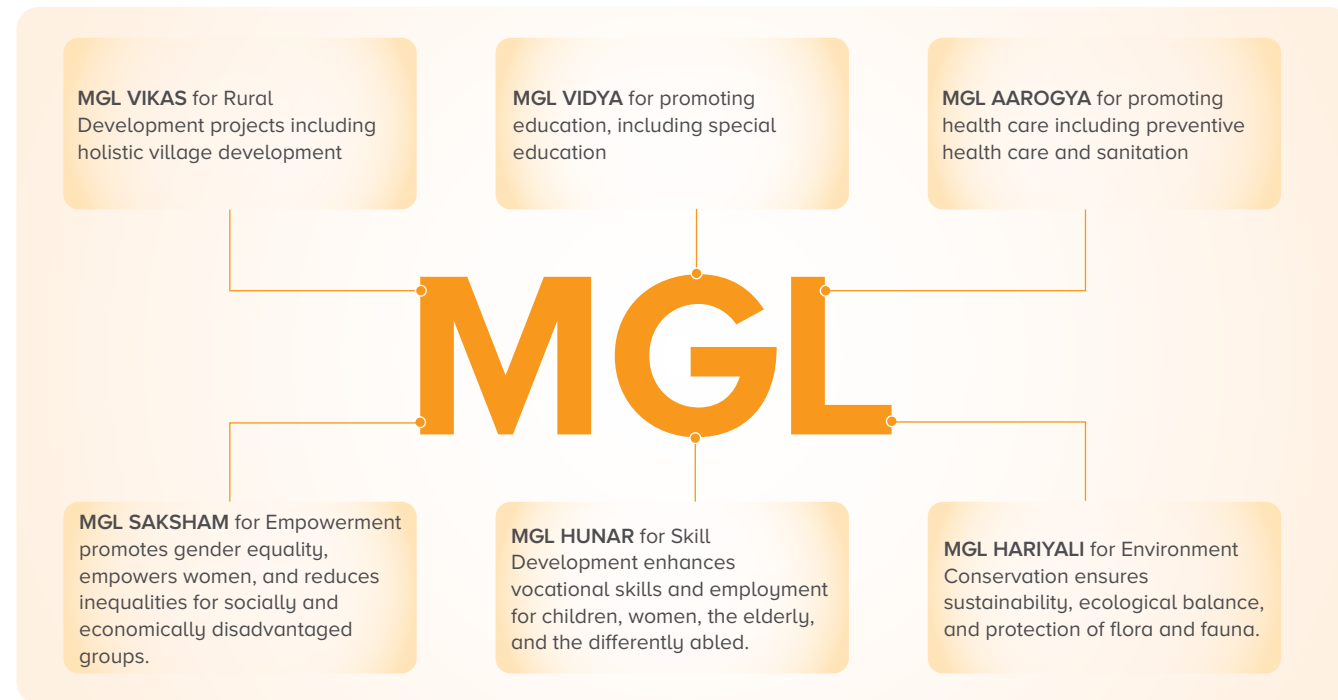 MGL VIKAS for Rural
Development projects including
holistic village development
MGL VIDYA for promoting
education, including special
education
MGL AAROGYA for promoting
health care including preventive
health care and sanitation
MGL
MGL SAKSHAM for Empowerment
promotes gender equality,
empowers women, and reduces
inequalities for socially and
economically disadvantaged
groups.
MGL HUNAR for Skill
Development enhances
vocational skills and employment
for children, women, the elderly,
and the differently abled.
MGL HARIYALI for Environment
Conservation ensures
sustainability, ecological balance,
and protection of flora and fauna.